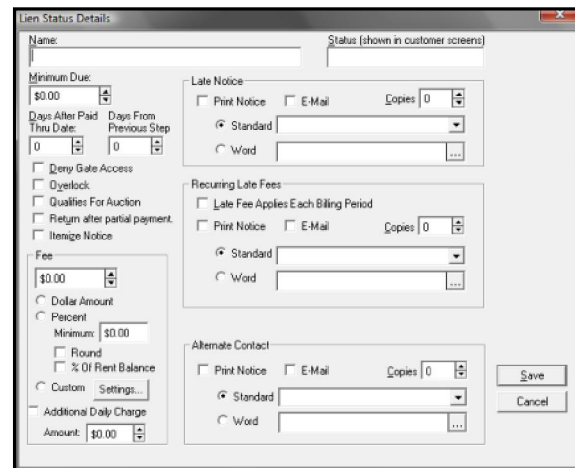 Lien Status Details
Name:
Status (shown in customer screens)
Minimum Due:
$0.00
Days After Paid Thru Date:
Days From Previous Step
0
0
Deny Gate Access
Overlock
Qualifies For Auction
Return after partial payment.
Itemize Notice
Fee
$0.00
Dollar Amount
Percent
Minimum: $0.00
Round
% Of Rent Balance
Custom Settings...
Additional Daily Charge
Amount: $0.00
Late Notice
Print Notice E-Mail Copies 0
Standard
Word ...
Recurring Late Fees
Late Fee Applies Each Billing Period
Print Notice E-Mail Copies 0
Standard
Word ...
Alternate Contact
Print Notice E-Mail Copies 0
Standard
Word ...
Save
Cancel